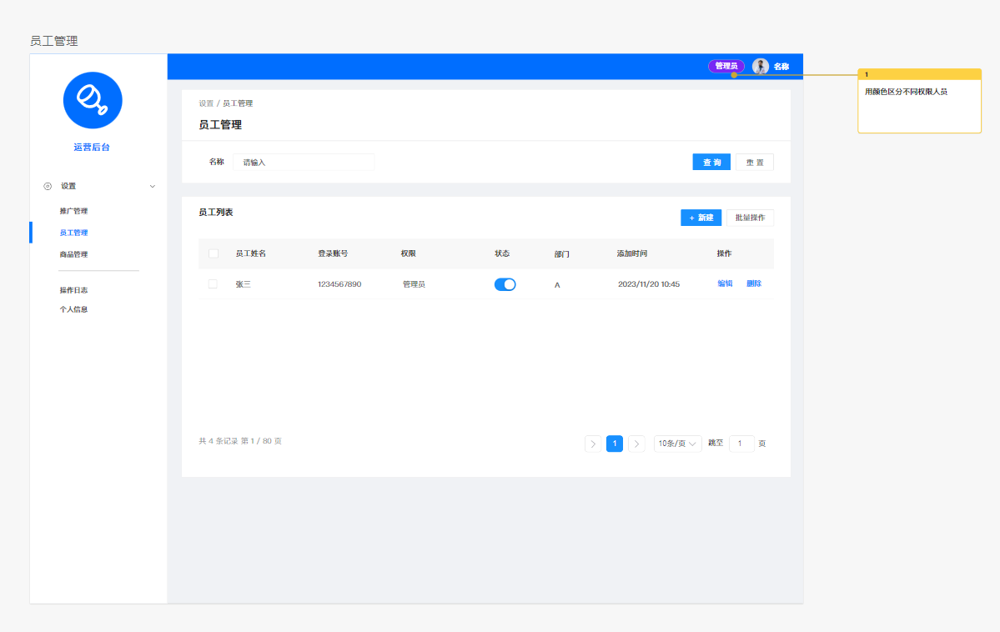 员工管理
管理员 名称
1
用颜色区分不同权限人员
运营后台
设置
推广管理
员工管理
商品管理
操作日志
个人信息
设置 / 员工管理
员工管理
名称 请输入 查 询 重 置
员工列表
+ 新建 批量操作
员工姓名 登录账号 权限 状态 部门 添加时间 操作
张三 1234567890 管理员 A 2023/11/20 10:45 编辑 删除
共 4 条记录 第 1 / 80 页
1 10条/页 跳至 1 页